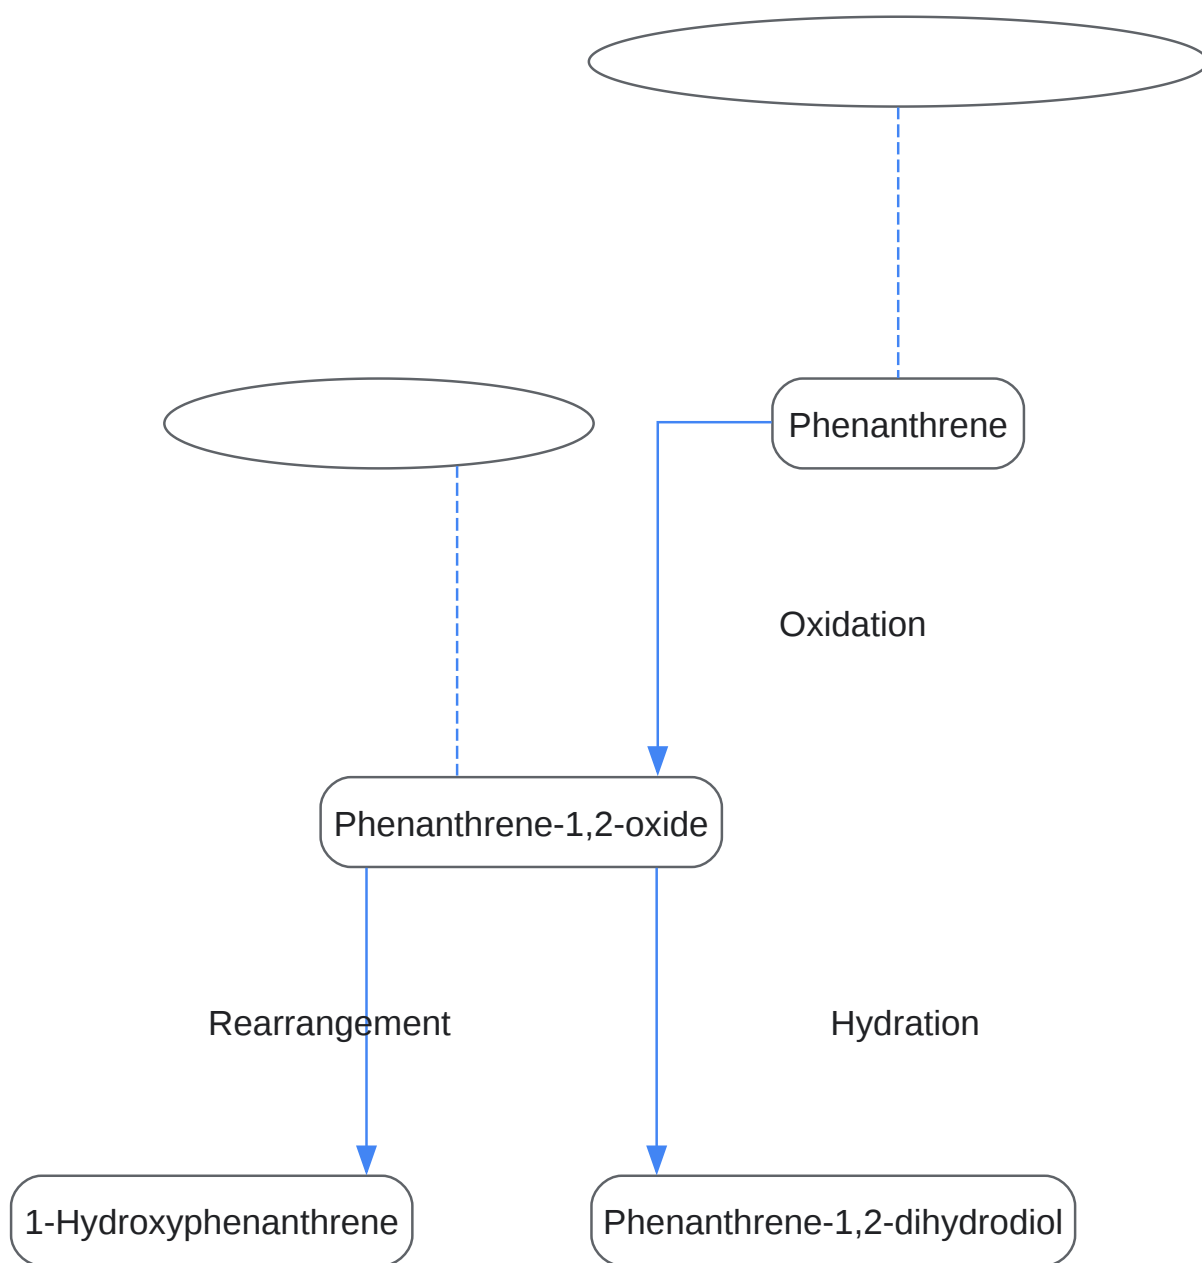 Phenanthrene
Oxidation
Phenanthrene-1,2-oxide
Rearrangement
Hydration
1-Hydroxyphenanthrene
Phenanthrene-1,2-dihydrodiol